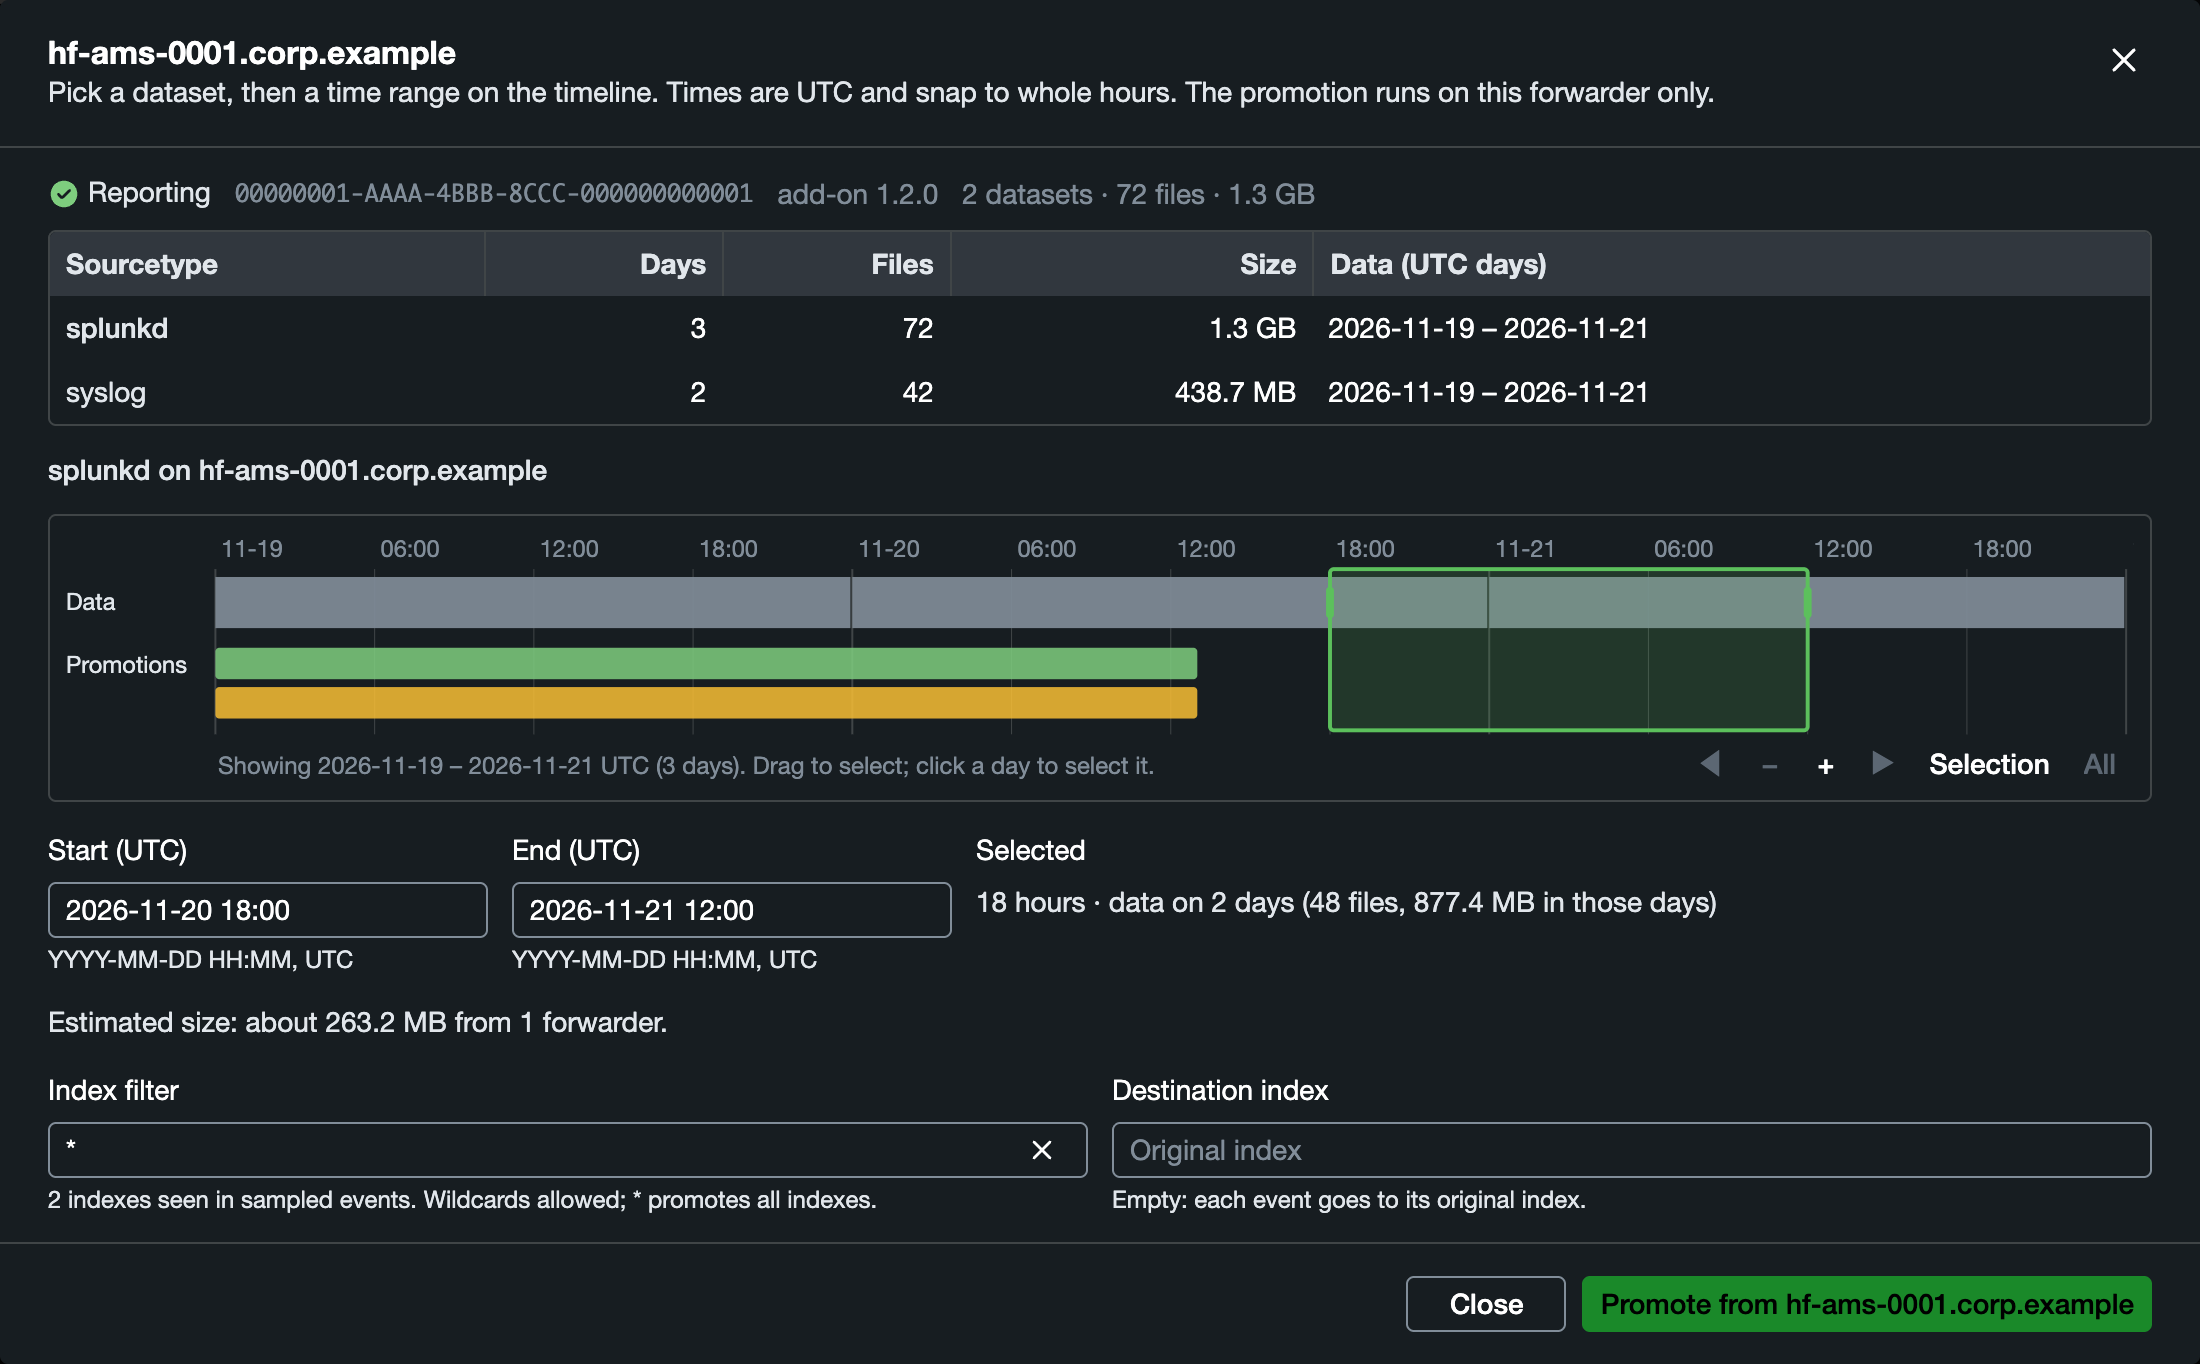 hf-ams-0001.corp.example
Pick a dataset, then a time range on the timeline. Times are UTC and snap to whole hours. The promotion runs on this forwarder only.
Reporting 00000001-AAAA-4BBB-8CCC-000000000001 add-on 1.2.0 2 datasets · 72 files · 1.3 GB
Sourcetype Days Files Size Data (UTC days)
splunkd 3 72 1.3 GB 2026-11-19 – 2026-11-21
syslog 2 42 438.7 MB 2026-11-19 – 2026-11-21
splunkd on hf-ams-0001.corp.example
11-19 06:00 12:00 18:00 11-20 06:00 12:00 18:00 11-21 06:00 12:00 18:00
Data
Promotions
Showing 2026-11-19 – 2026-11-21 UTC (3 days). Drag to select; click a day to select it.
− + Selection All
Start (UTC) End (UTC) Selected
2026-11-20 18:00 2026-11-21 12:00 18 hours · data on 2 days (48 files, 877.4 MB in those days)
YYYY-MM-DD HH:MM, UTC YYYY-MM-DD HH:MM, UTC
Estimated size: about 263.2 MB from 1 forwarder.
Index filter Destination index
* Original index
2 indexes seen in sampled events. Wildcards allowed; * promotes all indexes. Empty: each event goes to its original index.
Close Promote from hf-ams-0001.corp.example